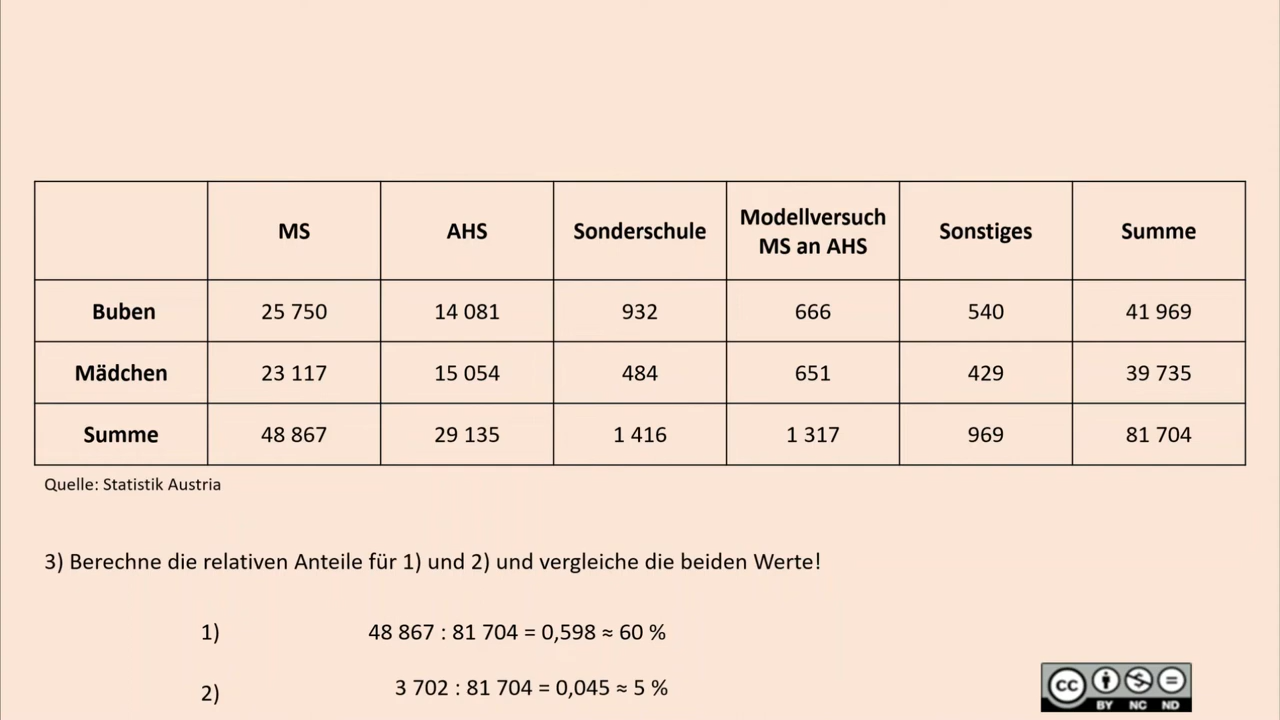 MS AHS Sonderschule Modellversuch MS an AHS Sonstiges Summe
Buben 25 750 14 081 932 666 540 41 969
Mädchen 23 117 15 054 484 651 429 39 735
Summe 48 867 29 135 1 416 1 317 969 81 704
Quelle: Statistik Austria
3) Berechne die relativen Anteile für 1) und 2) und vergleiche die beiden Werte!
1) 48 867 : 81 704 = 0,598 ≈ 60 %
2) 3 702 : 81 704 = 0,045 ≈ 5 %
cc BY NC ND